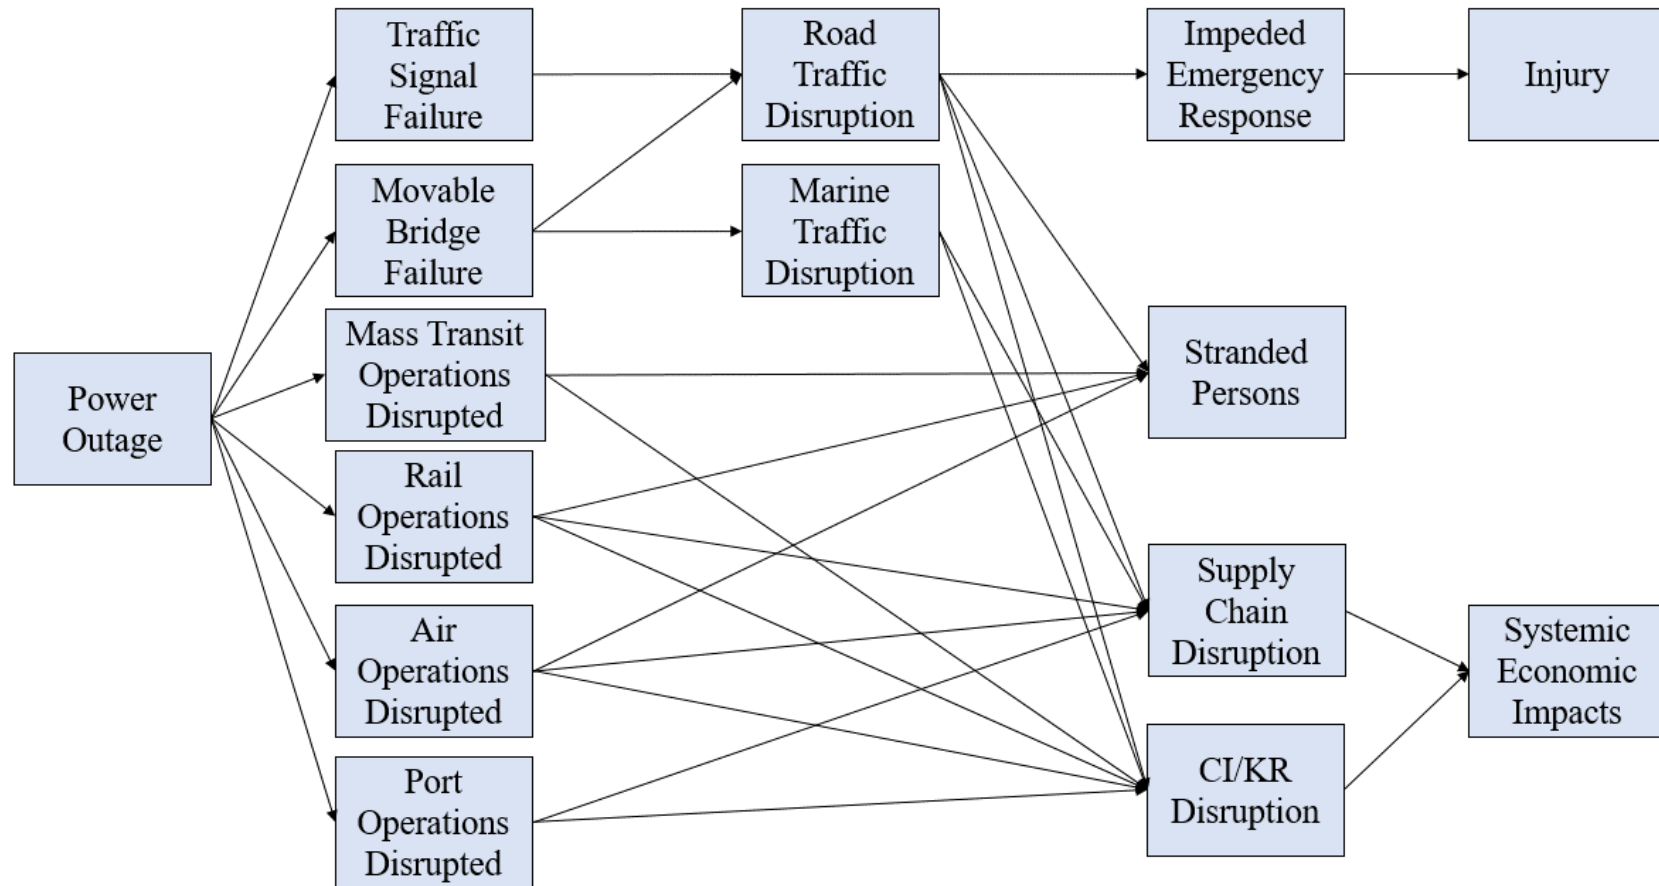 Traffic
Signal
Failure
Road
Traffic
Disruption
Impeded
Emergency
Response
Injury
Movable
Bridge
Failure
Marine
Traffic
Disruption
Mass Transit
Operations
Disrupted
Stranded
Persons
Power
Outage
Rail
Operations
Disrupted
Supply
Chain
Disruption
Air
Operations
Disrupted
Systemic
Economic
Impacts
Port
Operations
Disrupted
CI/KR
Disruption